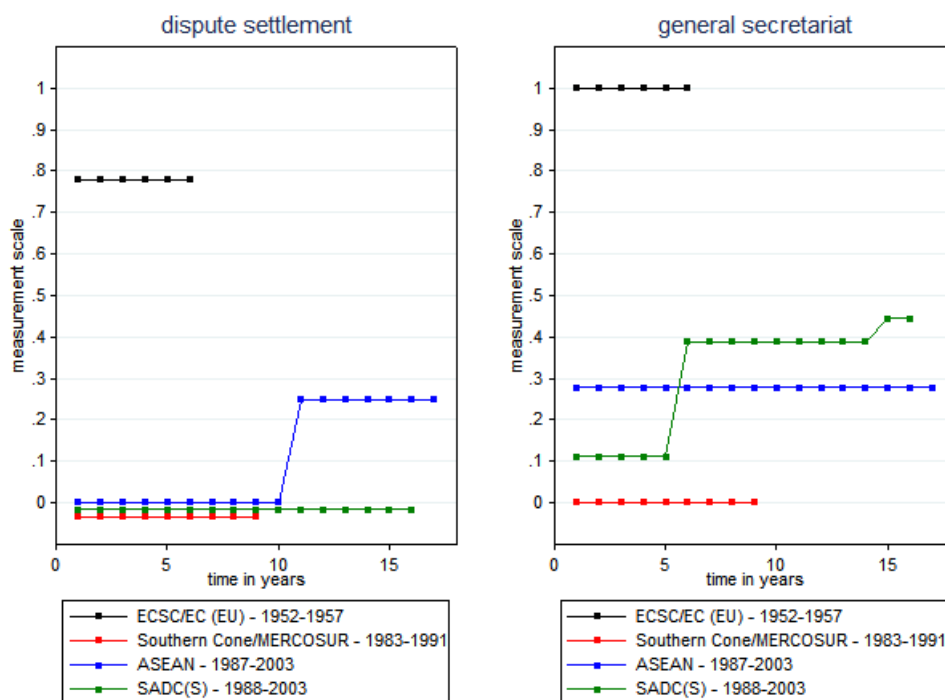 dispute settlement
measurement scale
1
.9
.8
.7
.6
.5
.4
.3
.2
.1
0
0 5 10 15
time in years
ECSC/EC (EU) - 1952-1957
Southern Cone/MERCOSUR - 1983-1991
ASEAN - 1987-2003
SADC(S) - 1988-2003
general secretariat
measurement scale
1
.9
.8
.7
.6
.5
.4
.3
.2
.1
0
0 5 10 15
time in years
ECSC/EC (EU) - 1952-1957
Southern Cone/MERCOSUR - 1983-1991
ASEAN - 1987-2003
SADC(S) - 1988-2003